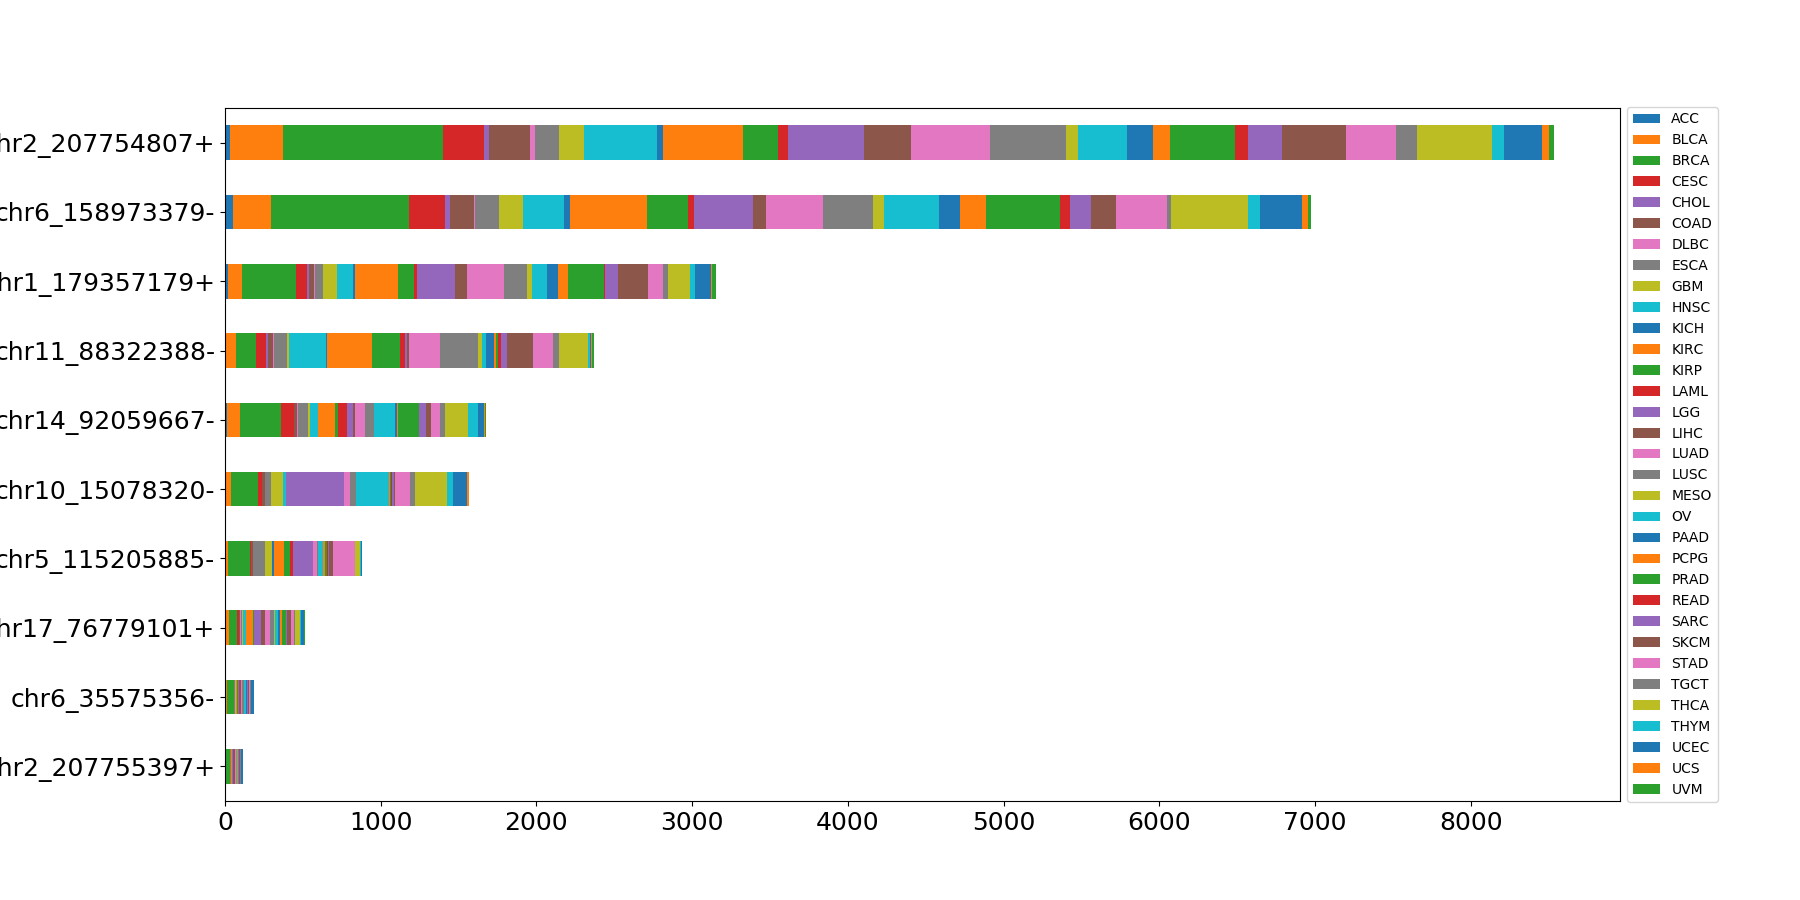 hr2_207754807+
chr6_158973379-
hr1_179357179+
chr11_88322388-
chr14_92059667-
chr10_15078320-
chr5_115205885-
hr17_76779101+
chr6_35575356-
hr2_207755397+
0 1000 2000 3000 4000 5000 6000 7000 8000
ACC
BLCA
BRCA
CESC
CHOL
COAD
DLBC
ESCA
GBM
HNSC
KICH
KIRC
KIRP
LAML
LGG
LIHC
LUAD
LUSC
MESO
OV
PAAD
PCPG
PRAD
READ
SARC
SKCM
STAD
TGCT
THCA
THYM
UCEC
UCS
UVM